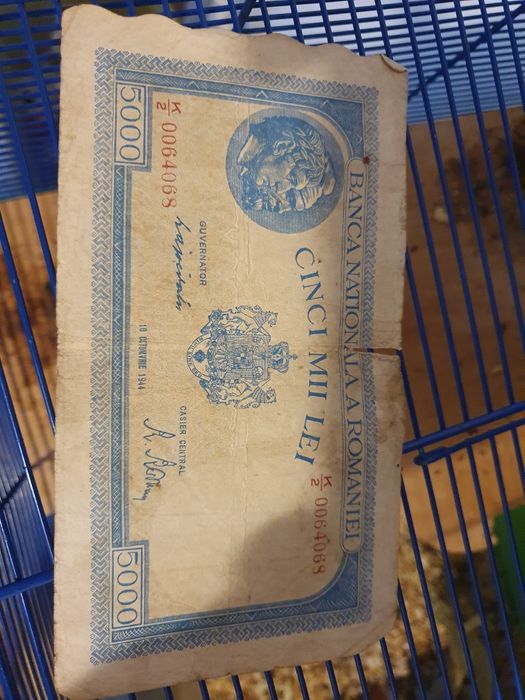 BANCA NATIONALA A ROMANIEI
CINCI MII LEI
K/2 0064068
K/2 0064068
GUVERNATOR
CASIER CENTRAL
10 OCTOMVRIE 1944
5000
5000